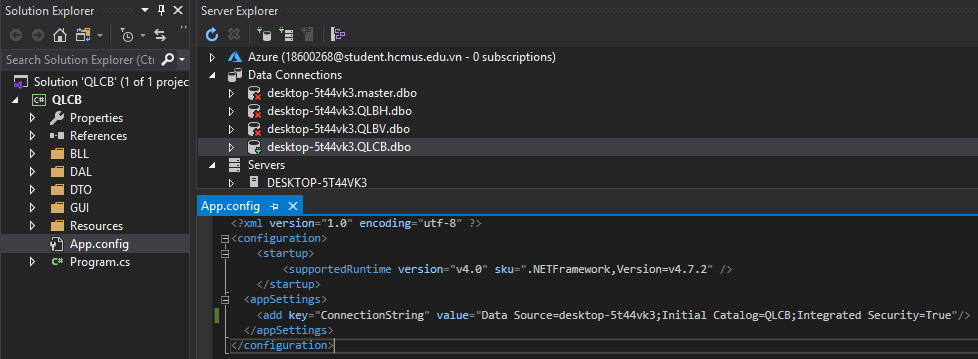 Solution Explorer
Search Solution Explorer (Ctr
Solution 'QLCB' (1 of 1 projec
C# QLCB
Properties
References
BLL
DAL
DTO
GUI
Resources
App.config
C# Program.cs
Server Explorer
Azure (18600268@student.hcmus.edu.vn - 0 subscriptions)
Data Connections
desktop-5t44vk3.master.dbo
desktop-5t44vk3.QLBH.dbo
desktop-5t44vk3.QLBV.dbo
desktop-5t44vk3.QLCB.dbo
Servers
DESKTOP-5T44VK3
App.config
<?xml version="1.0" encoding="utf-8" ?>
<configuration>
<startup>
<supportedRuntime version="v4.0" sku=".NETFramework,Version=v4.7.2" />
</startup>
<appSettings>
<add key="ConnectionString" value="Data Source=desktop-5t44vk3;Initial Catalog=QLCB;Integrated Security=True"/>
</appSettings>
</configuration>